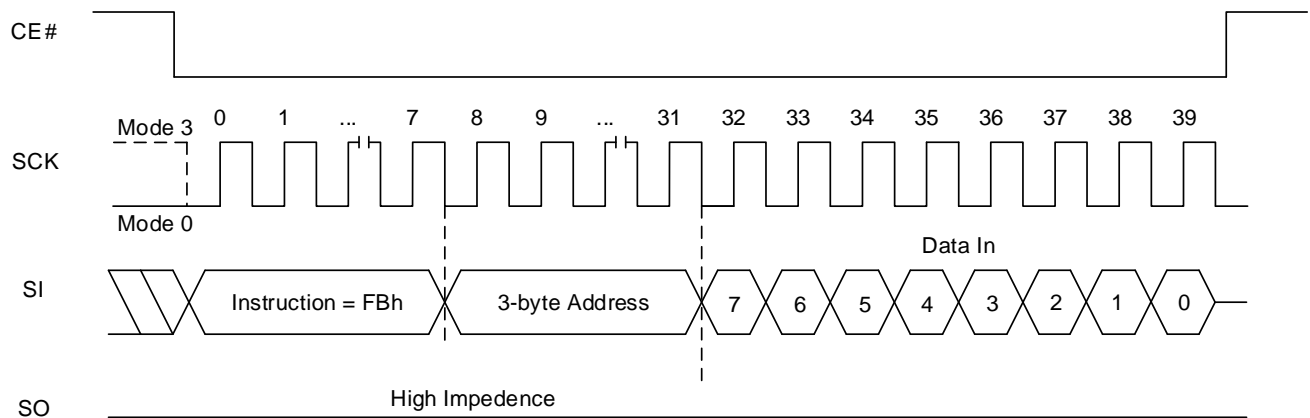 CE#
Mode 3
0 1 ... 7 8 9 ... 31 32 33 34 35 36 37 38 39
SCK
Mode 0
Data In
SI
Instruction = FBh
3-byte Address
7 6 5 4 3 2 1 0
High Impedence
SO